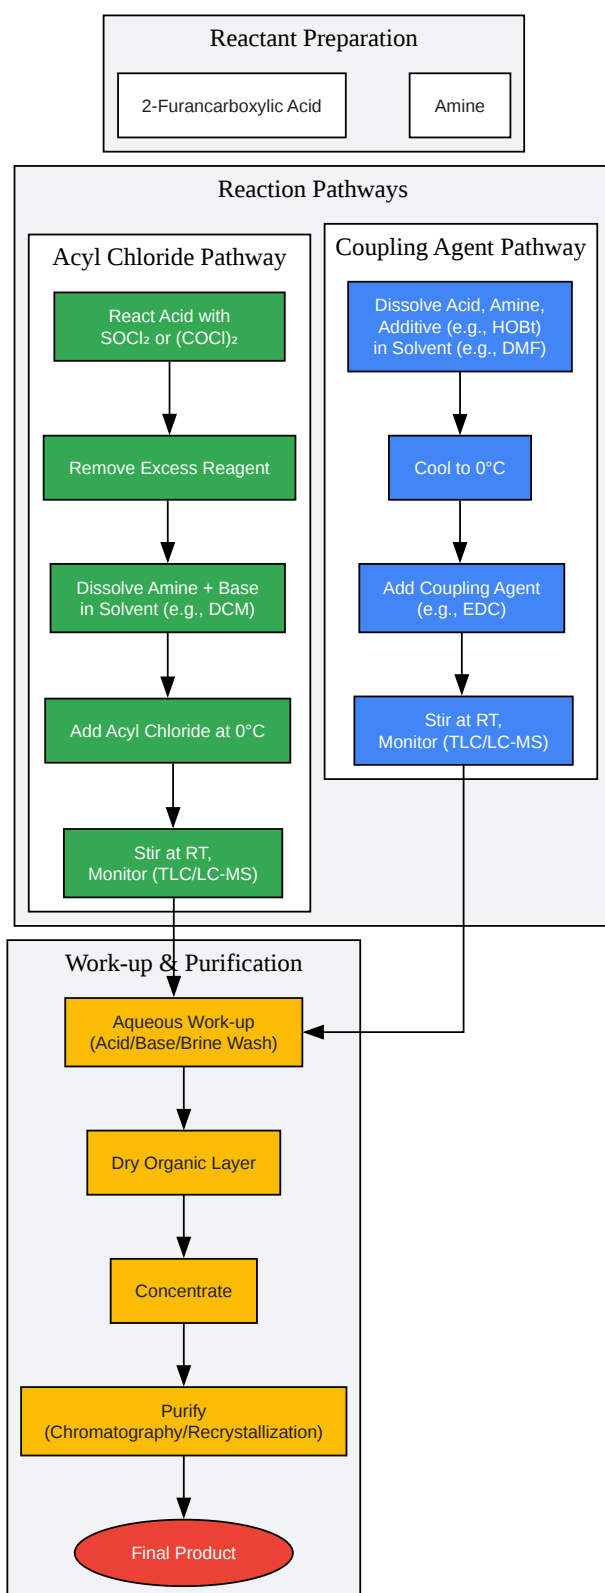 Reactant Preparation
2-Furancarboxylic Acid
Amine
Reaction Pathways
Acyl Chloride Pathway
React Acid with
SOCl₂ or (COCl)₂
Remove Excess Reagent
Dissolve Amine + Base
in Solvent (e.g., DCM)
Add Acyl Chloride at 0°C
Stir at RT,
Monitor (TLC/LC-MS)
Coupling Agent Pathway
Dissolve Acid, Amine,
Additive (e.g., HOBt)
in Solvent (e.g., DMF)
Cool to 0°C
Add Coupling Agent
(e.g., EDC)
Stir at RT,
Monitor (TLC/LC-MS)
Work-up & Purification
Aqueous Work-up
(Acid/Base/Brine Wash)
Dry Organic Layer
Concentrate
Purify
(Chromatography/Recrystallization)
Final Product